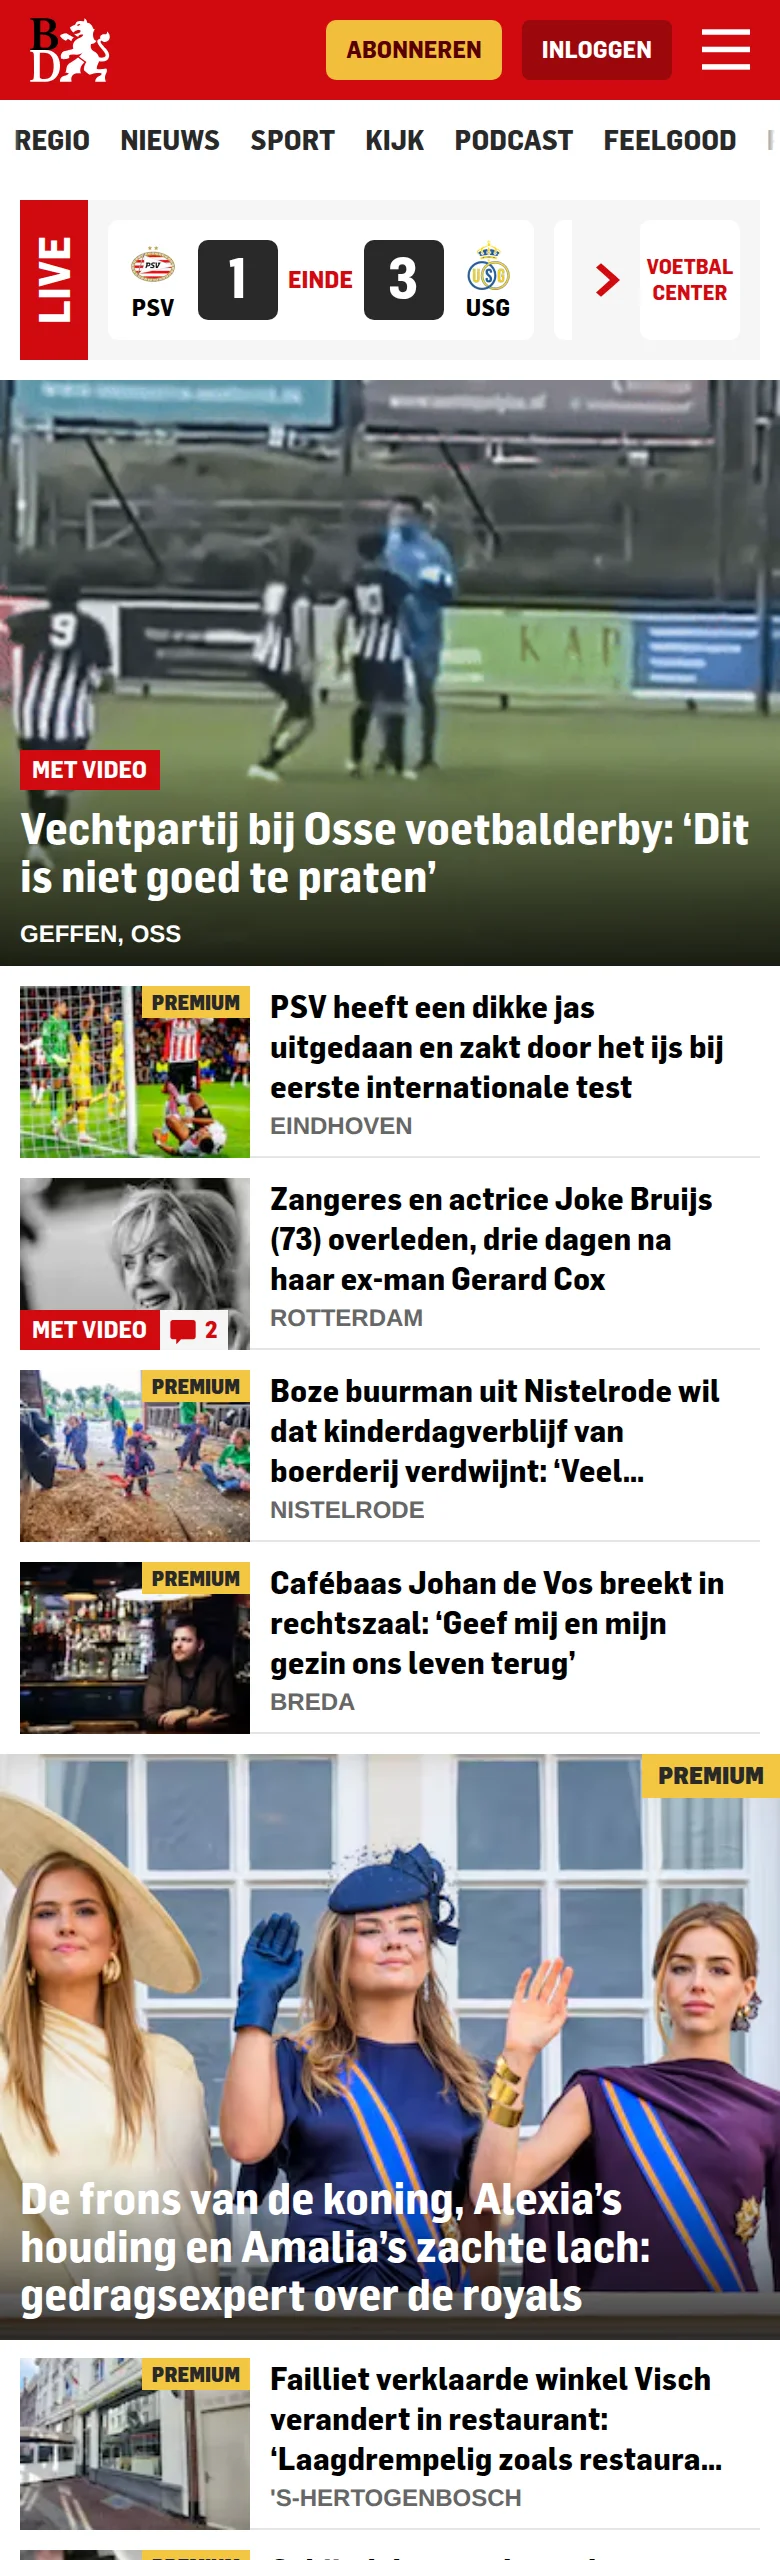 BD
ABONNEREN
INLOGGEN
REGIO NIEUWS SPORT KIJK PODCAST FEELGOOD
LIVE
PSV
1
EINDE
3
USG
VOETBAL
CENTER
9
10
KAP
MET VIDEO
Vechtpartij bij Osse voetbalderby: ‘Dit
is niet goed te praten’
GEFFEN, OSS
PREMIUM
PSV heeft een dikke jas
uitgedaan en zakt door het ijs bij
eerste internationale test
EINDHOVEN
Zangeres en actrice Joke Bruijs
(73) overleden, drie dagen na
haar ex-man Gerard Cox
MET VIDEO
2
ROTTERDAM
PREMIUM
Boze buurman uit Nistelrode wil
dat kinderdagverblijf van
boerderij verdwijnt: ‘Veel...
NISTELRODE
PREMIUM
Cafébaas Johan de Vos breekt in
rechtszaal: ‘Geef mij en mijn
gezin ons leven terug’
BREDA
PREMIUM
De frons van de koning, Alexia’s
houding en Amalia’s zachte lach:
gedragsexpert over de royals
PREMIUM
Failliet verklaarde winkel Visch
verandert in restaurant:
‘Laagdrempelig zoals restaura...
'S-HERTOGENBOSCH